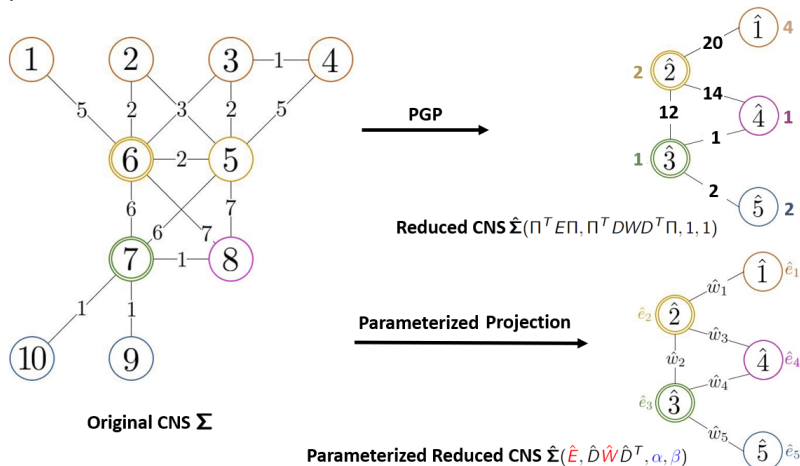 1 2 3 1 4
5 2 3 2 5
6 2 5
6 6 7 7
7 1 8
1 1
10 9
Original CNS Σ
PGP
1̂ 4
20
2 2̂
14
12 4̂ 1
1
1 3̂
2
5̂ 2
Reduced CNS Σ̂(Π^T EΠ, Π^T DWD^T Π, 1, 1)
Parameterized Projection
1̂ ê₁
ŵ₁
ê₂ 2̂
ŵ₃
ŵ₂ 4̂ ê₄
ŵ₄
ê₃ 3̂
ŵ₅
5̂ ê₅
Parameterized Reduced CNS Σ̂(Ê, D̂ŴD̂^T, α, β)